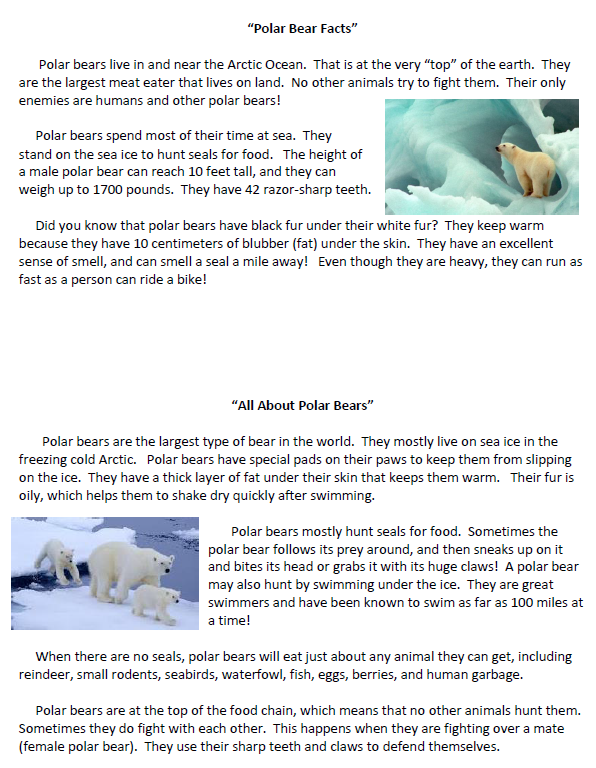 “Polar Bear Facts”
Polar bears live in and near the Arctic Ocean.  That is at the very “top” of the earth.  They
are the largest meat eater that lives on land.  No other animals try to fight them.  Their only
enemies are humans and other polar bears!
Polar bears spend most of their time at sea.  They
stand on the sea ice to hunt seals for food.   The height of
a male polar bear can reach 10 feet tall, and they can
weigh up to 1700 pounds.  They have 42 razor-sharp teeth.
Did you know that polar bears have black fur under their white fur?  They keep warm
because they have 10 centimeters of blubber (fat) under the skin.  They have an excellent
sense of smell, and can smell a seal a mile away!   Even though they are heavy, they can run as
fast as a person can ride a bike!
“All About Polar Bears”
Polar bears are the largest type of bear in the world.  They mostly live on sea ice in the
freezing cold Arctic.   Polar bears have special pads on their paws to keep them from slipping
on the ice.  They have a thick layer of fat under their skin that keeps them warm.   Their fur is
oily, which helps them to shake dry quickly after swimming.
Polar bears mostly hunt seals for food.  Sometimes the
polar bear follows its prey around, and then sneaks up on it
and bites its head or grabs it with its huge claws!  A polar bear
may also hunt by swimming under the ice.  They are great
swimmers and have been known to swim as far as 100 miles at
a time!
When there are no seals, polar bears will eat just about any animal they can get, including
reindeer, small rodents, seabirds, waterfowl, fish, eggs, berries, and human garbage.
Polar bears are at the top of the food chain, which means that no other animals hunt them.
Sometimes they do fight with each other.  This happens when they are fighting over a mate
(female polar bear).  They use their sharp teeth and claws to defend themselves.